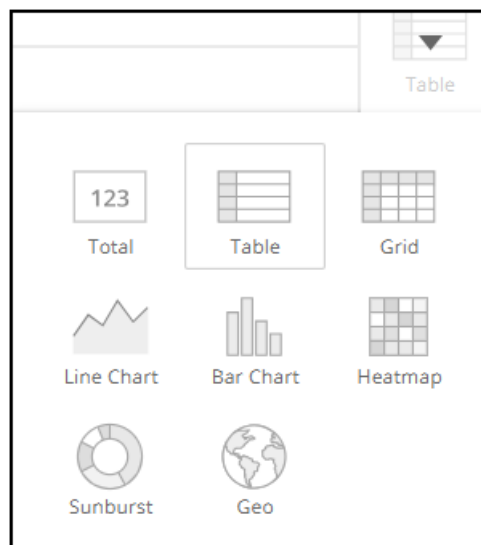 Table
123
Total
Table
Grid
Line Chart
Bar Chart
Heatmap
Sunburst
Geo